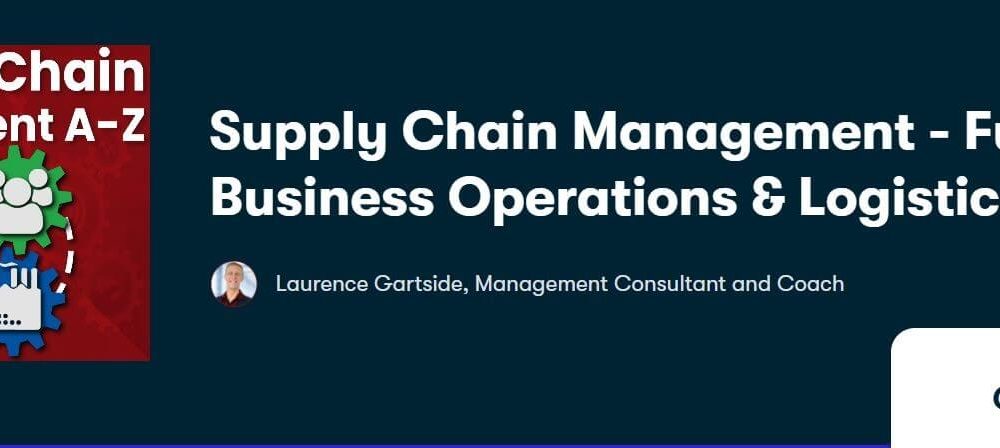 Chain
ent A-Z
Supply Chain Management - Fu
Business Operations & Logistic
Laurence Gartside, Management Consultant and Coach